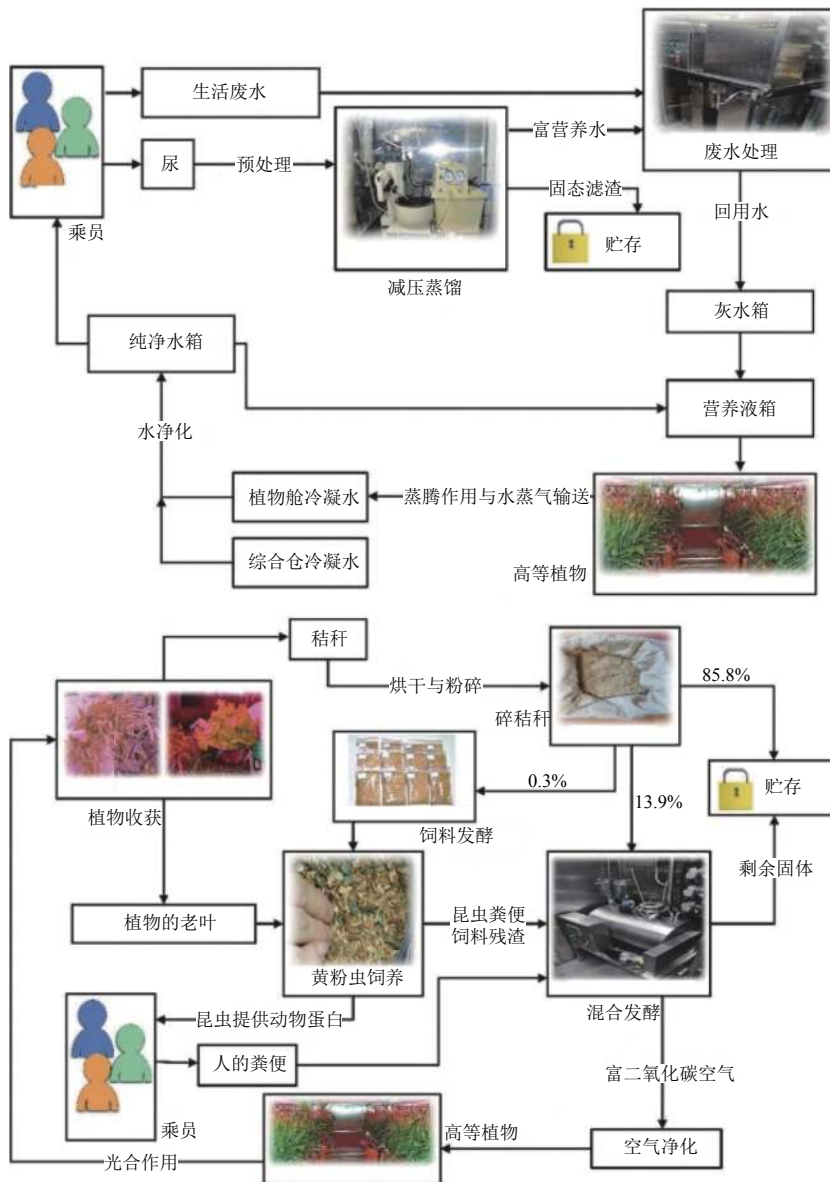 生活废水
尿
预处理
富营养水
废水处理
固态滤渣
回用水
贮存
乘员
减压蒸馏
灰水箱
纯净水箱
营养液箱
水净化
植物舱冷凝水
蒸腾作用与水蒸气输送
综合仓冷凝水
高等植物
秸秆
烘干与粉碎
85.8%
碎秸秆
0.3%
13.9%
贮存
植物收获
饲料发酵
剩余固体
植物的老叶
昆虫粪便
饲料残渣
黄粉虫饲养
混合发酵
昆虫提供动物蛋白
人的粪便
富二氧化碳空气
乘员
高等植物
空气净化
光合作用